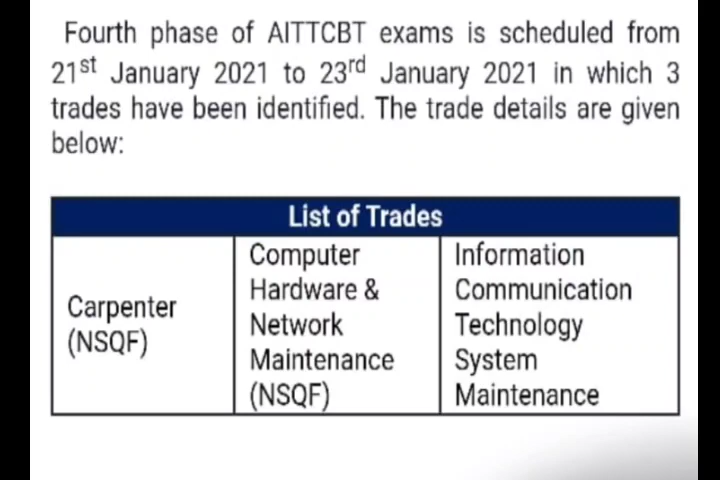 Fourth phase of AITTCBT exams is scheduled from
21st January 2021 to 23rd January 2021 in which 3
trades have been identified. The trade details are given
below:
List of Trades
Carpenter
(NSQF)
Computer
Hardware &
Network
Maintenance
(NSQF)
Information
Communication
Technology
System
Maintenance